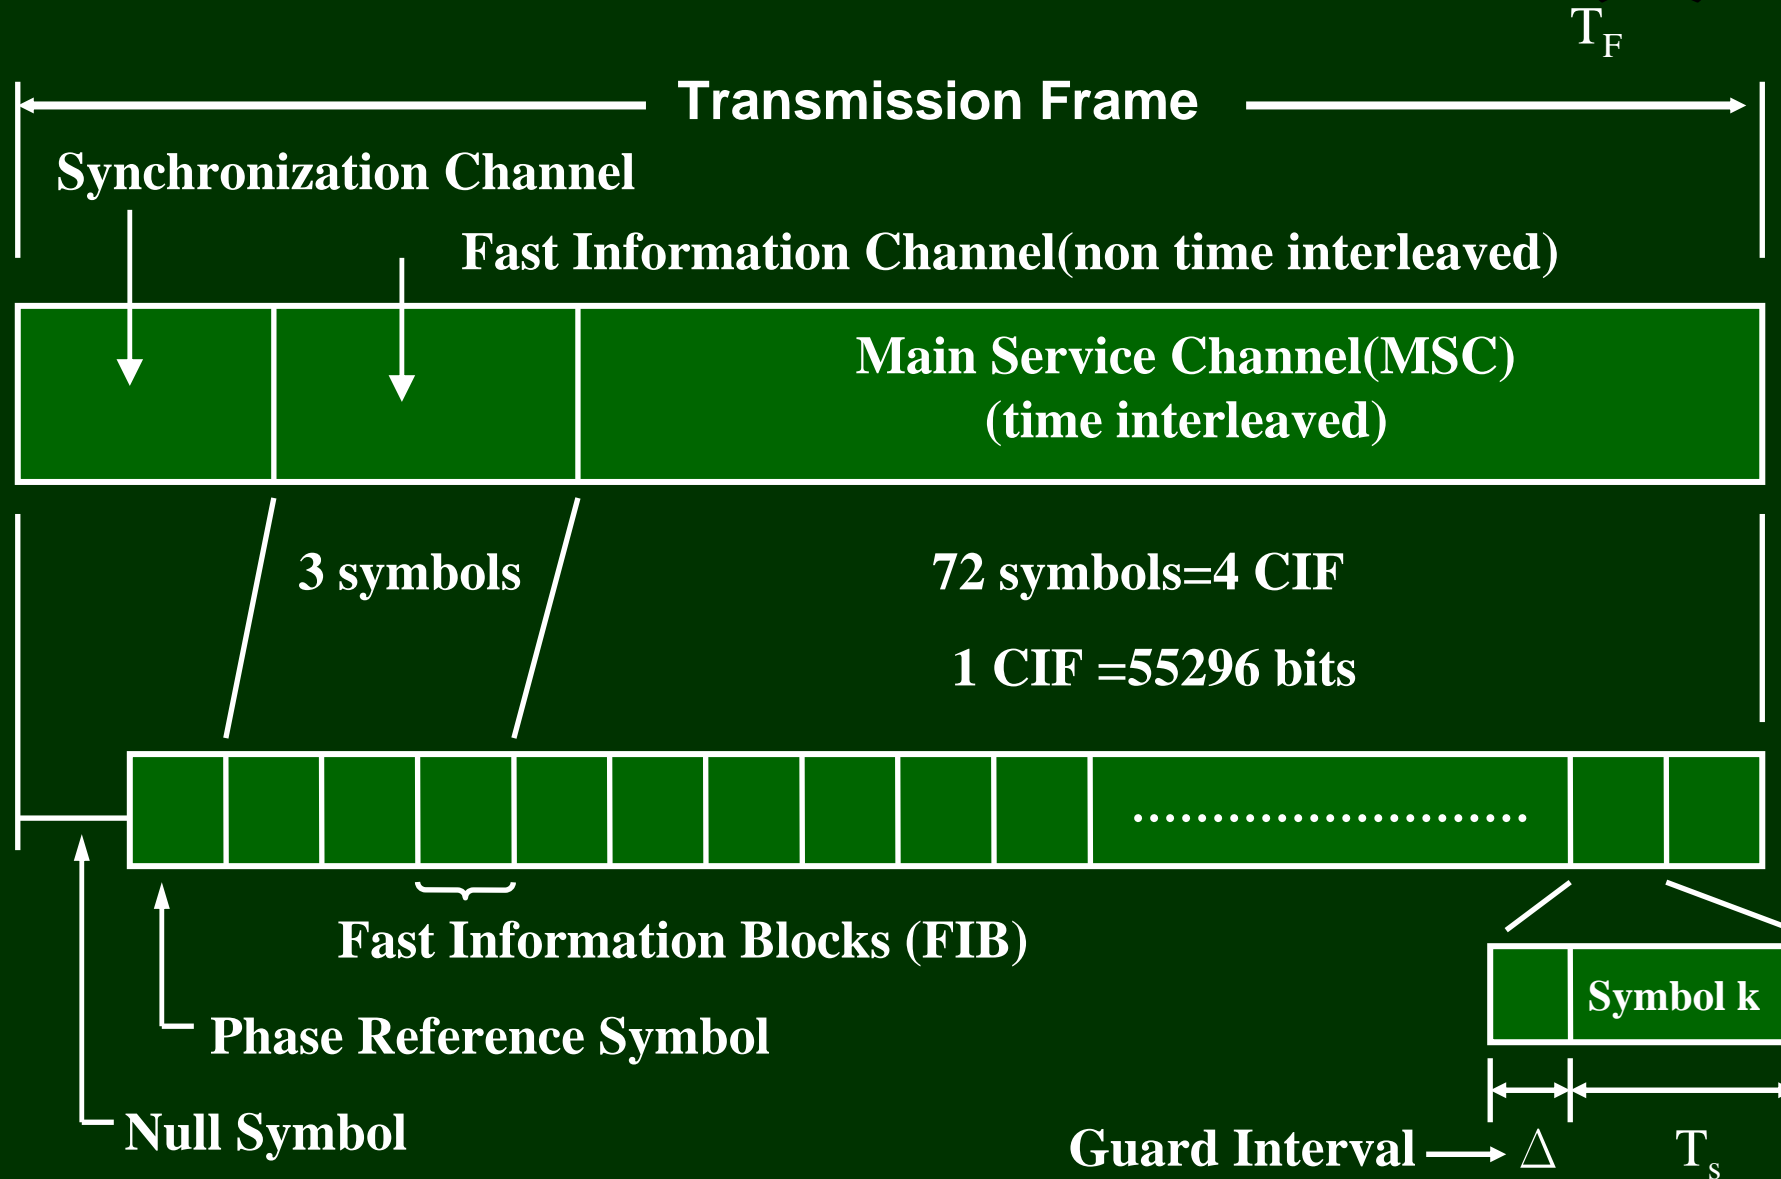 T_F
Transmission Frame
Synchronization Channel
Fast Information Channel(non time interleaved)
Main Service Channel(MSC)
(time interleaved)
3 symbols
72 symbols=4 CIF
1 CIF =55296 bits
........................
Fast Information Blocks (FIB)
Symbol k
Phase Reference Symbol
Null Symbol
Guard Interval
Δ
T_s